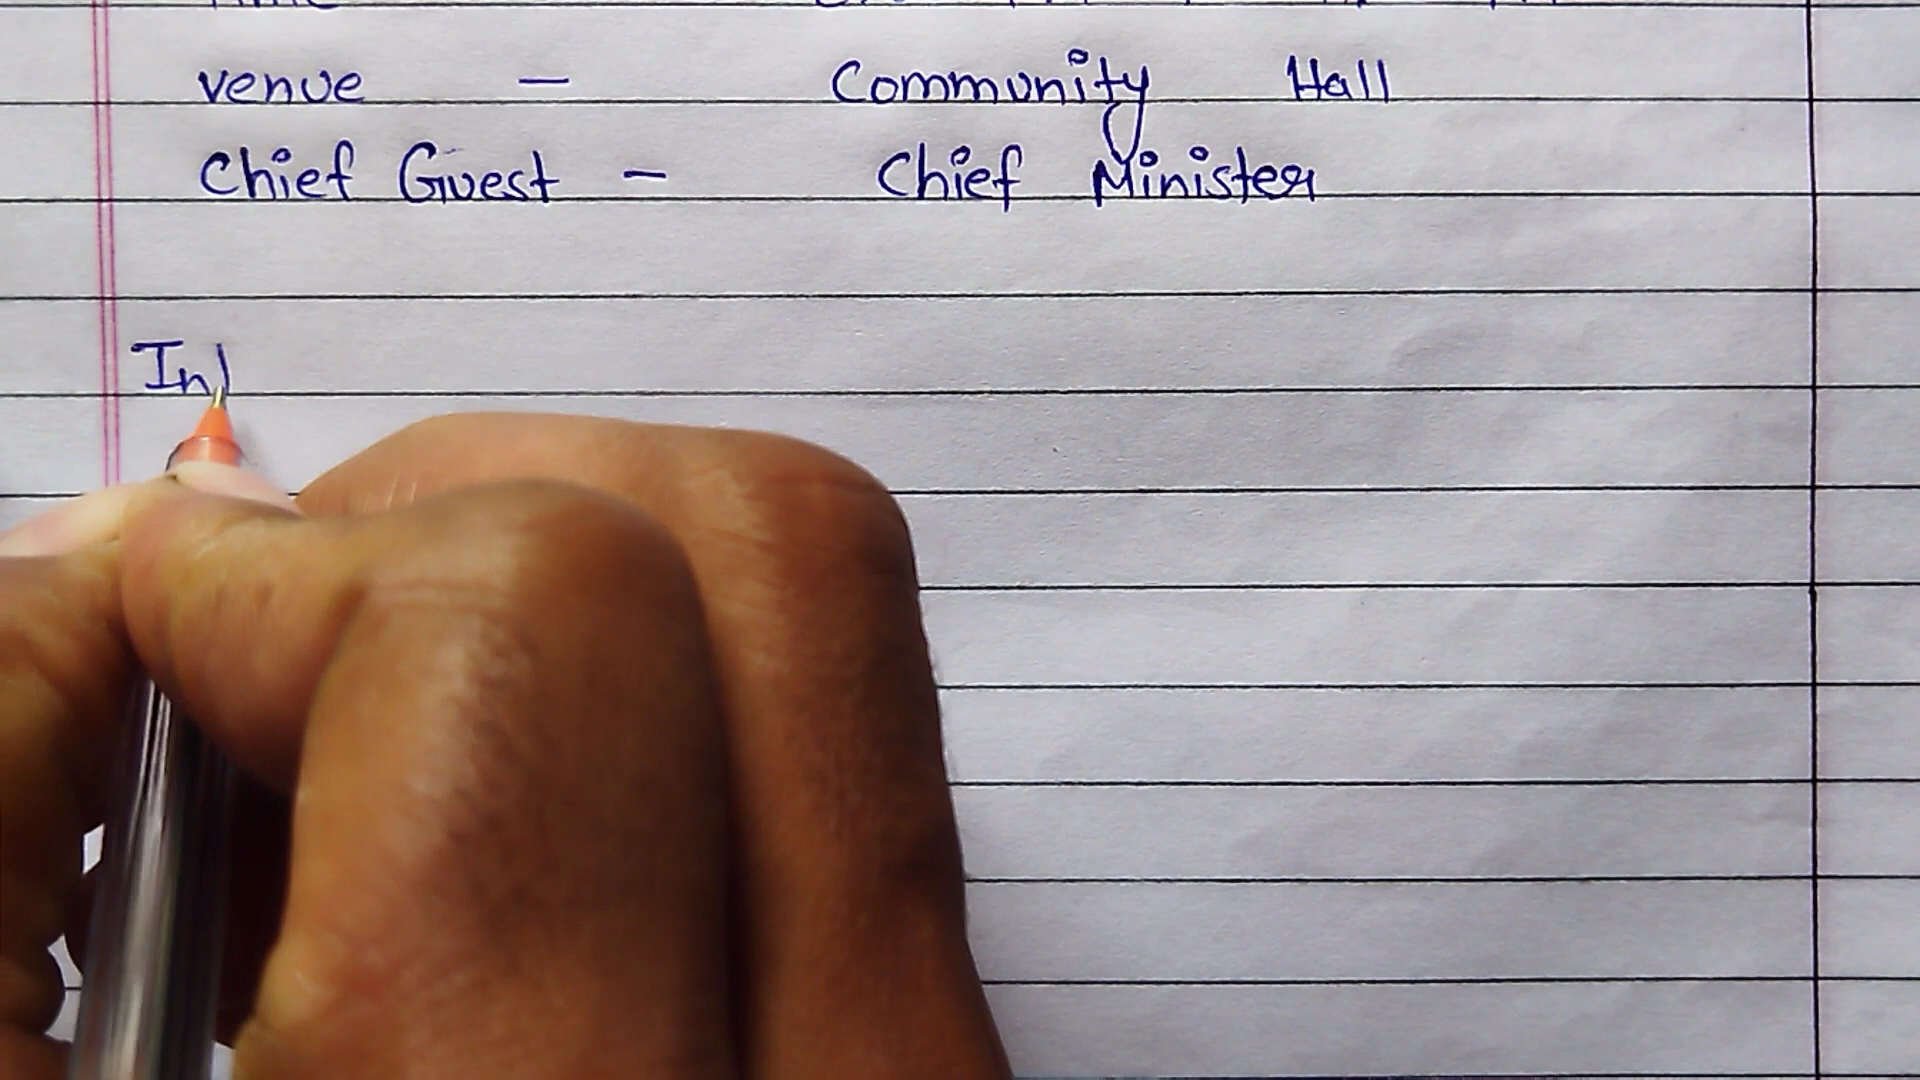 venue — Community Hall
Chief Guest - Chief Minister
In